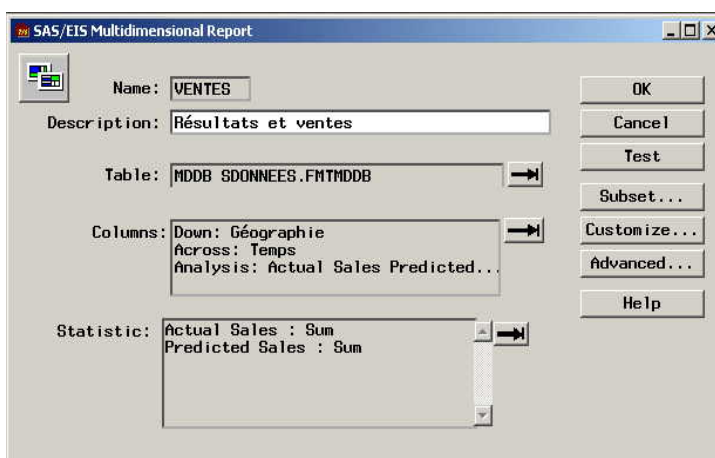 SAS/EIS Multidimensional Report
Name: VENTES
Description: Résultats et ventes
Table: MDDB SDONNEES.FMTMDDB
Columns: Down: Géographie
Across: Temps
Analysis: Actual Sales Predicted...
Statistic: Actual Sales : Sum
Predicted Sales : Sum
OK
Cancel
Test
Subset...
Customize...
Advanced...
Help